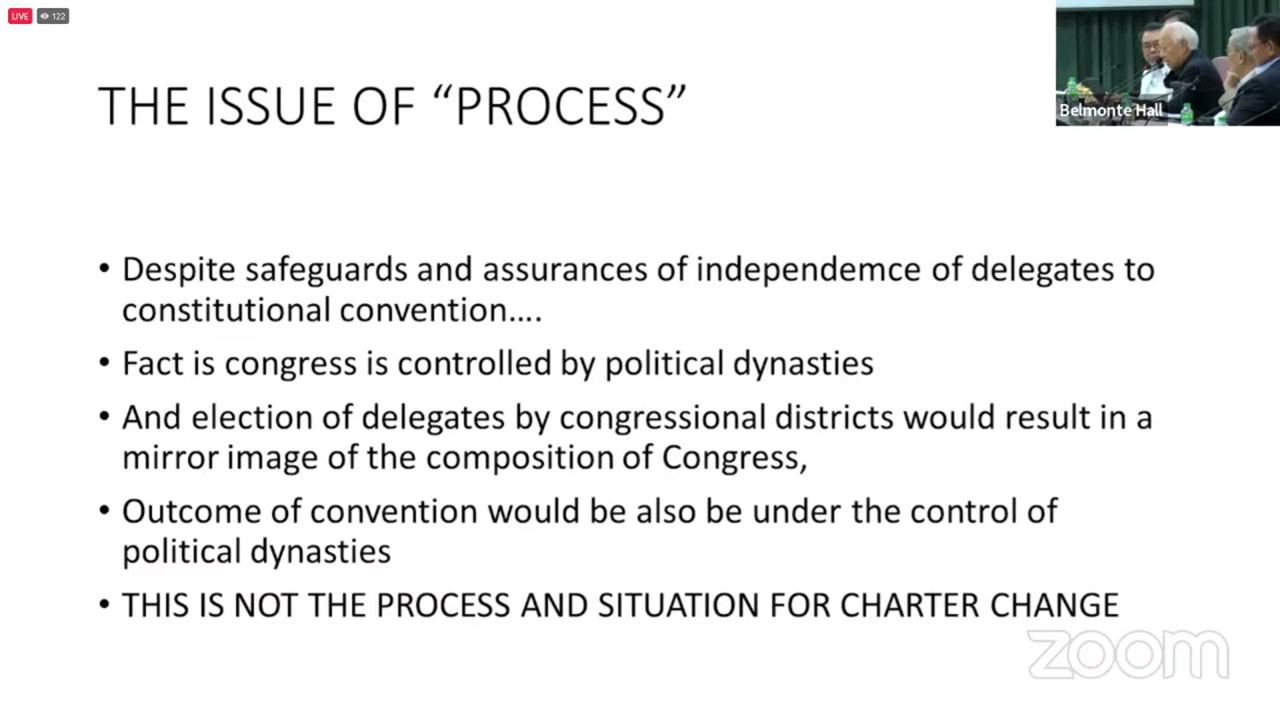 LIVE 122
Belmonte Hall
THE ISSUE OF “PROCESS”
• Despite safeguards and assurances of independemce of delegates to
constitutional convention....
• Fact is congress is controlled by political dynasties
• And election of delegates by congressional districts would result in a
mirror image of the composition of Congress,
• Outcome of convention would be also be under the control of
political dynasties
• THIS IS NOT THE PROCESS AND SITUATION FOR CHARTER CHANGE
zoom